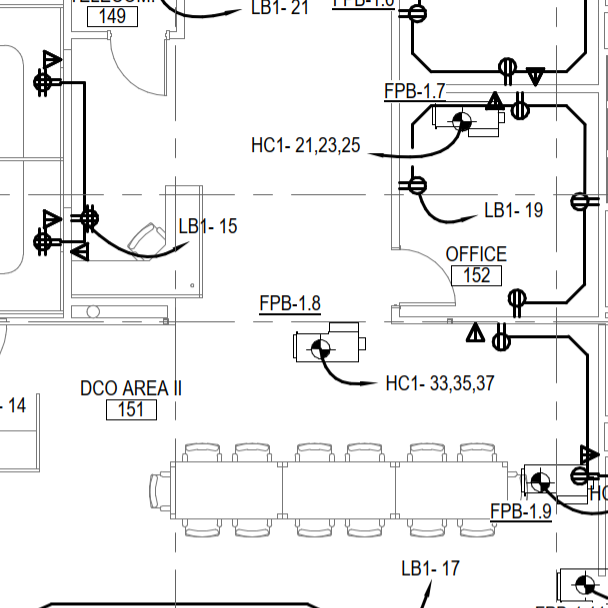 TELECOM.
149
LB1- 21
FPB-1.6
FPB-1.7
HC1- 21,23,25
LB1- 19
LB1- 15
OFFICE
152
FPB-1.8
HC1- 33,35,37
DCO AREA II
151
- 14
HC
FPB-1.9
LB1- 17